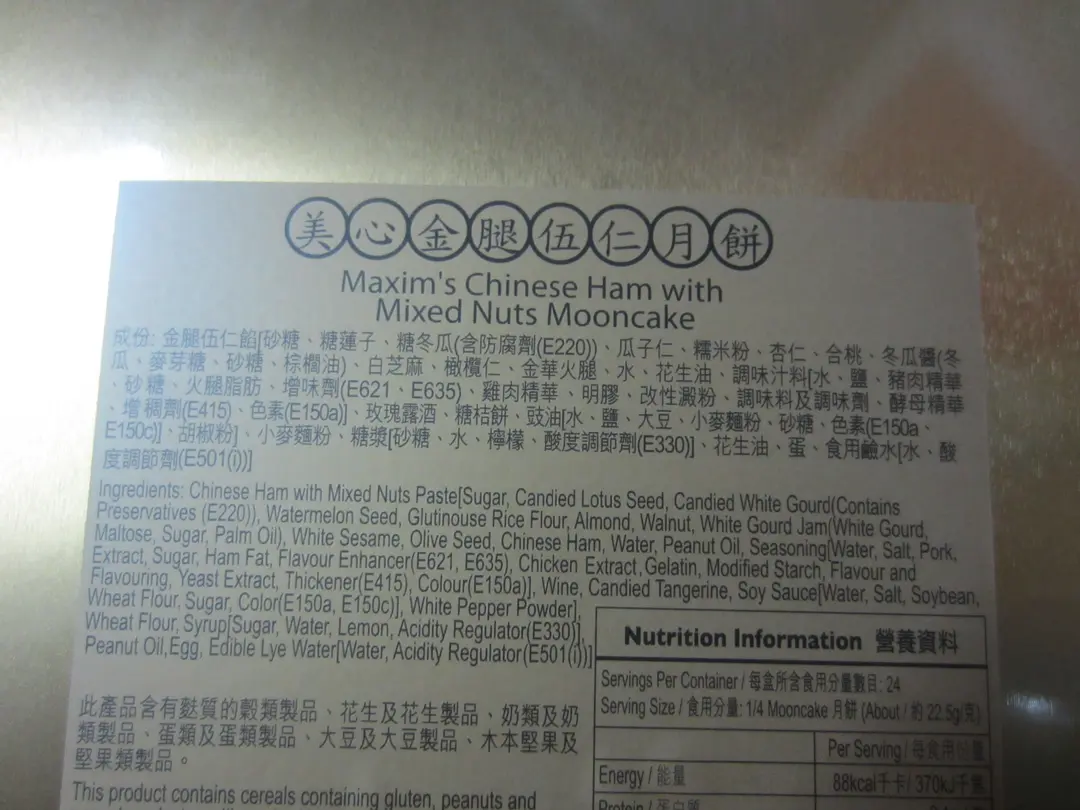 美心金腿伍仁月餅
Maxim's Chinese Ham with
Mixed Nuts Mooncake
成份: 金腿伍仁餡[砂糖、糖蓮子、糖冬瓜(含防腐劑(E220))、瓜子仁、糯米粉、杏仁、合桃、冬瓜醬(冬
瓜、麥芽糖、砂糖、棕櫚油)、白芝麻、橄欖仁、金華火腿、水、花生油、調味汁料[水、鹽、豬肉精華
、砂糖、火腿脂肪、增味劑(E621、E635)、雞肉精華、明膠、改性澱粉、調味料及調味劑、酵母精華
、增稠劑(E415)、色素(E150a)]、玫瑰露酒、糖桔餅、豉油[水、鹽、大豆、小麥麵粉、砂糖、色素(E150a、
E150c)]、胡椒粉]、小麥麵粉、糖漿[砂糖、水、檸檬、酸度調節劑(E330)]、花生油、蛋、食用鹼水[水、酸
度調節劑(E501(i))]
Ingredients: Chinese Ham with Mixed Nuts Paste[Sugar, Candied Lotus Seed, Candied White Gourd(Contains
Preservatives (E220)), Watermelon Seed, Glutinouse Rice Flour, Almond, Walnut, White Gourd Jam(White Gourd,
Maltose, Sugar, Palm Oil), White Sesame, Olive Seed, Chinese Ham, Water, Peanut Oil, Seasoning[Water, Salt, Pork,
Extract, Sugar, Ham Fat, Flavour Enhancer(E621, E635), Chicken Extract, Gelatin, Modified Starch, Flavour and
Flavouring, Yeast Extract, Thickener(E415), Colour(E150a)], Wine, Candied Tangerine, Soy Sauce[Water, Salt, Soybean,
Wheat Flour, Sugar, Color(E150a, E150c)], White Pepper Powder],
Wheat Flour, Syrup[Sugar, Water, Lemon, Acidity Regulator(E330)],
Peanut Oil,Egg, Edible Lye Water[Water, Acidity Regulator(E501(i))]
此產品含有麩質的穀類製品、花生及花生製品、奶類及奶
類製品、蛋類及蛋類製品、大豆及大豆製品、木本堅果及
堅果類製品。
This product contains cereals containing gluten, peanuts and
Nutrition Information 營養資料
Servings Per Container / 每盒所含食用分量數目: 24
Serving Size / 食用分量: 1/4 Mooncake 月餅 (About / 約 22.5g/克)
Per Serving / 每食用分量
Energy / 能量
88kcal千卡/ 370kJ千焦
Protein / 蛋白質